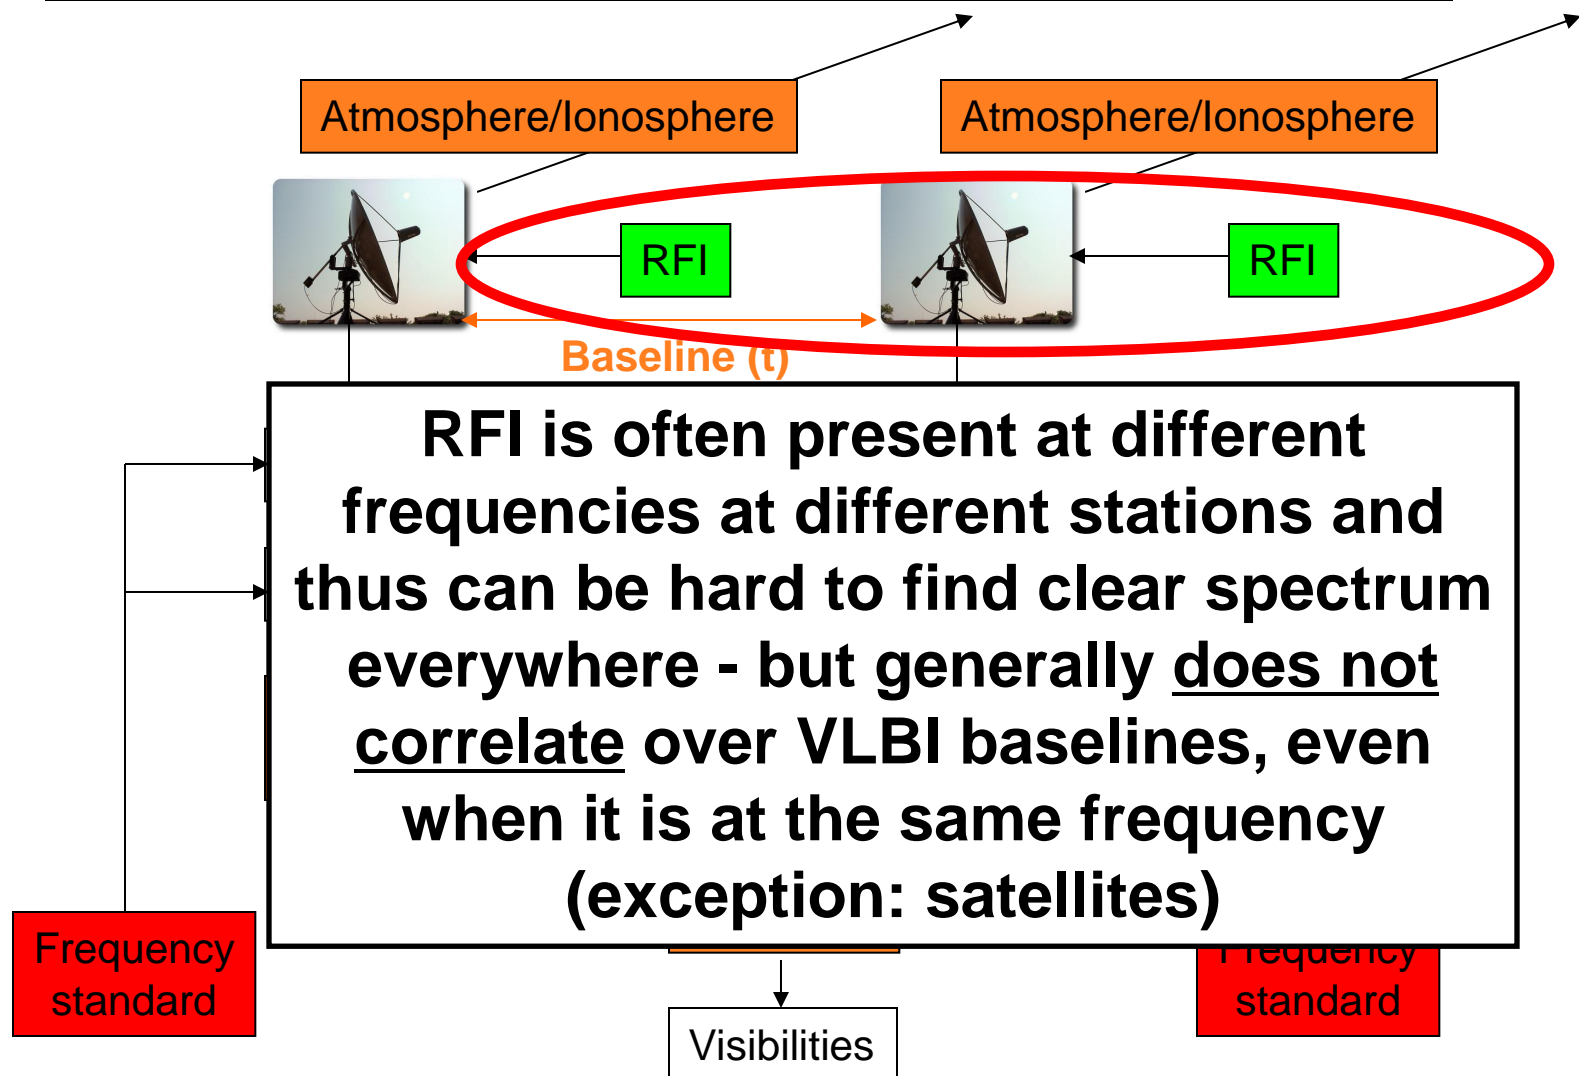 Atmosphere/Ionosphere
Atmosphere/Ionosphere
RFI
RFI
Baseline (t)
RFI is often present at different
frequencies at different stations and
thus can be hard to find clear spectrum
everywhere - but generally does not
correlate over VLBI baselines, even
when it is at the same frequency
(exception: satellites)
Frequency
standard
Frequency
standard
Visibilities